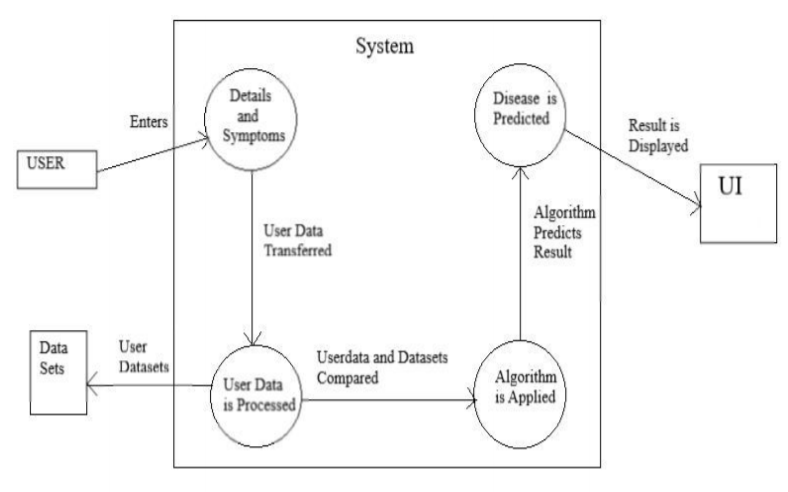 System
Details
and
Symptoms
Disease is
Predicted
Enters
Result is
Displayed
USER
UI
User Data
Transferred
Algorithm
Predicts
Result
Data
Sets
User
Datasets
User Data
is Processed
Userdata and Datasets
Compared
Algorithm
is Applied